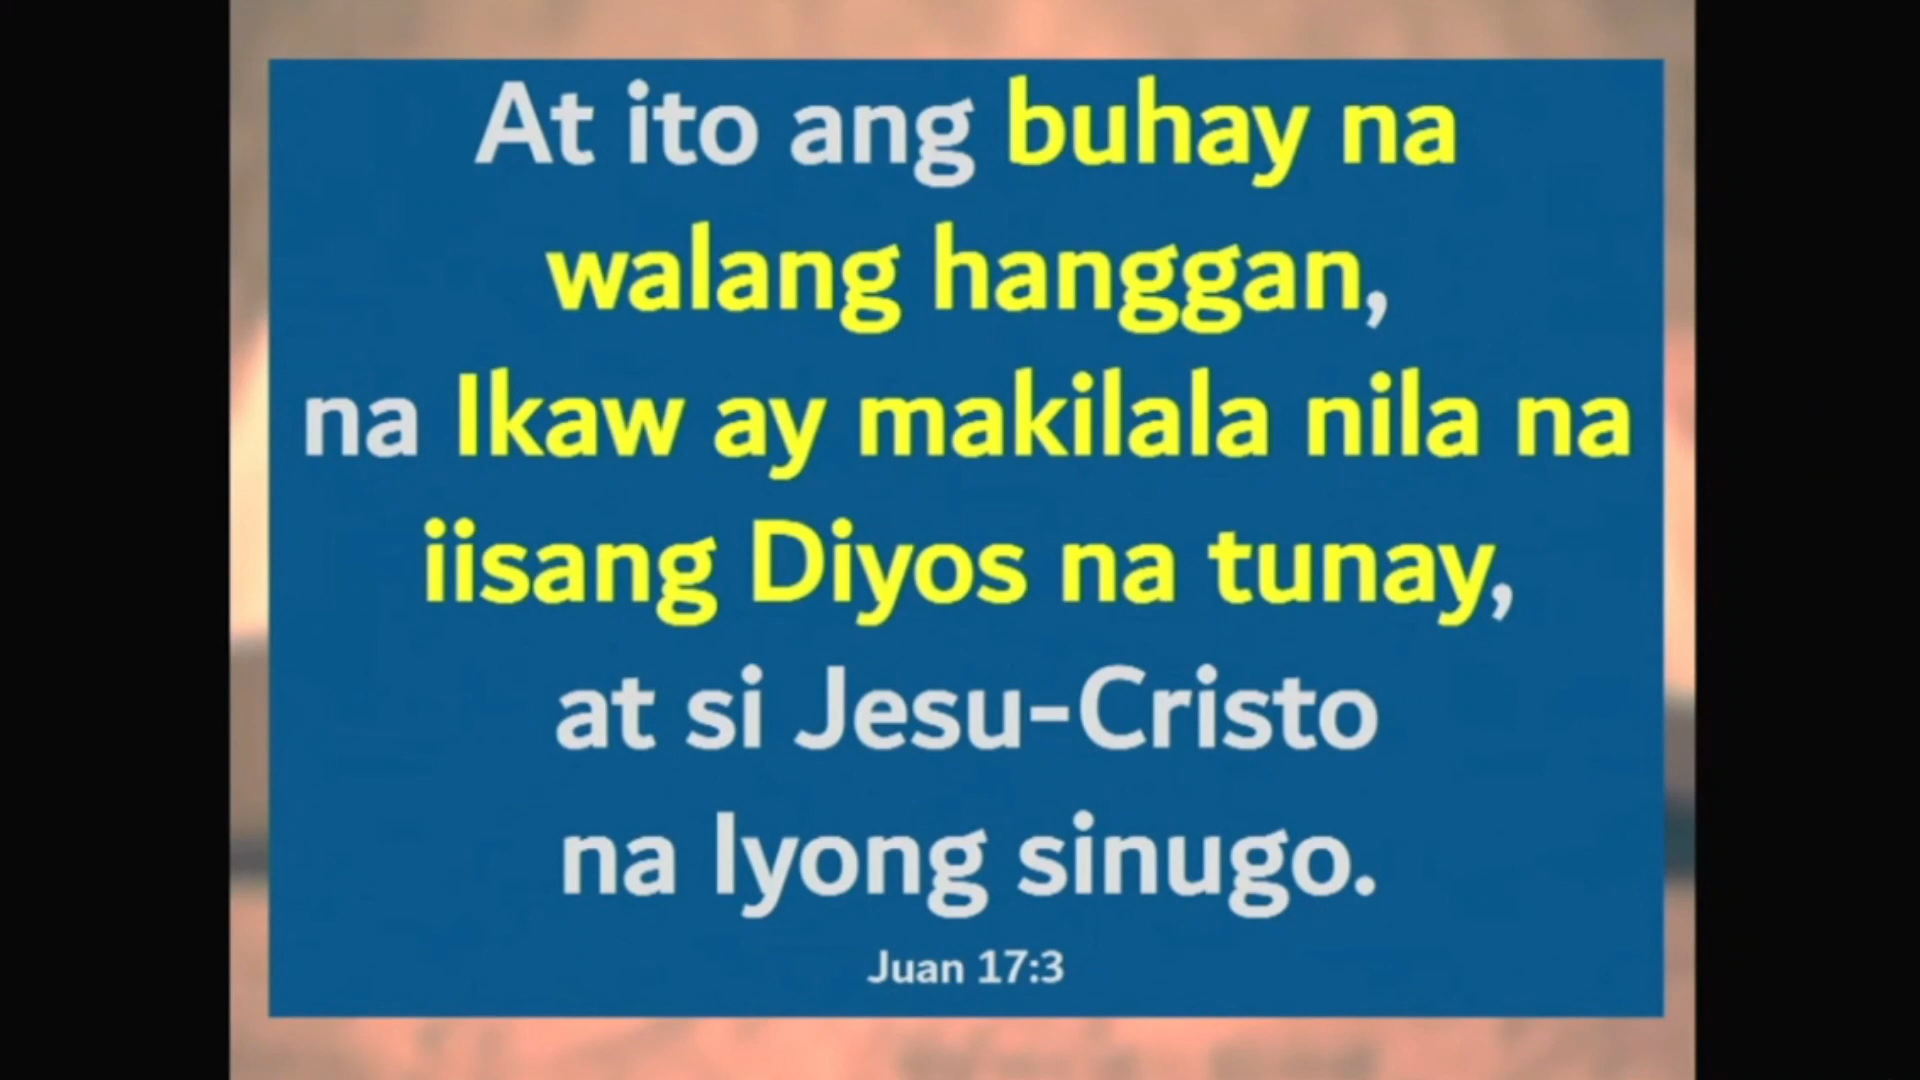 At ito ang buhay na
walang hanggan,
na Ikaw ay makilala nila na
iisang Diyos na tunay,
at si Jesu-Cristo
na Iyong sinugo.
Juan 17:3